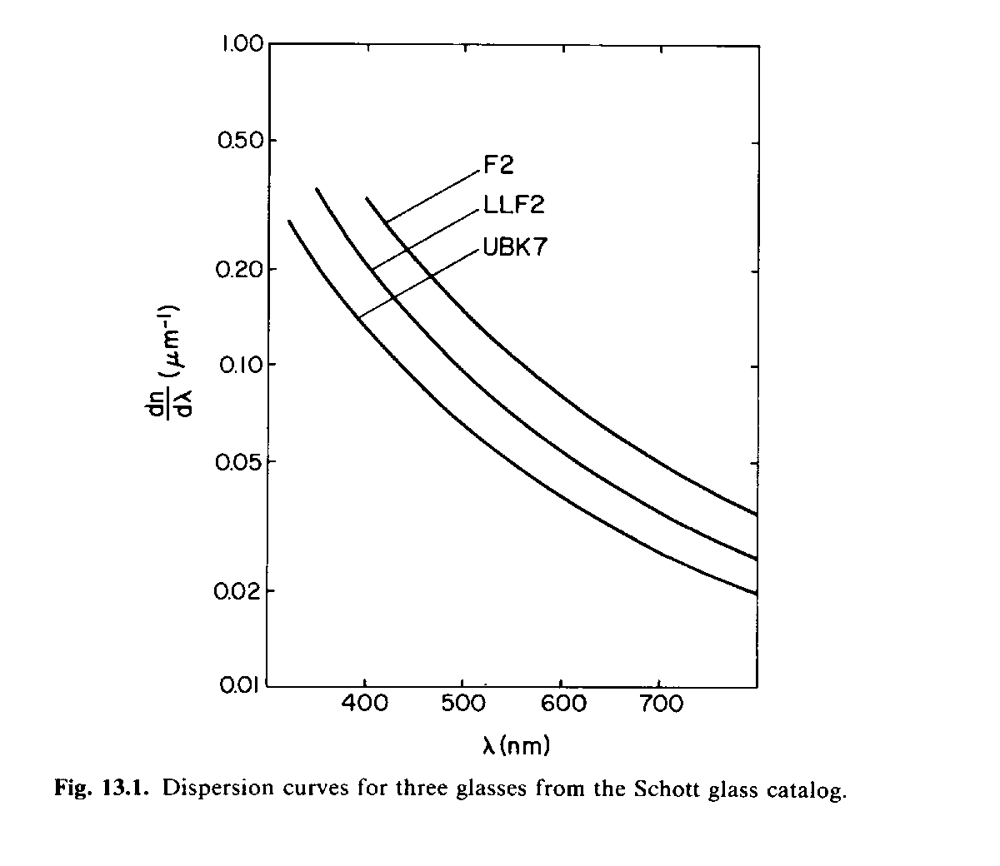 1.00
0.50
F2
LLF2
UBK7
0.20
dn/dλ (μm⁻¹)
0.10
0.05
0.02
0.01
400 500 600 700
λ (nm)
Fig. 13.1. Dispersion curves for three glasses from the Schott glass catalog.